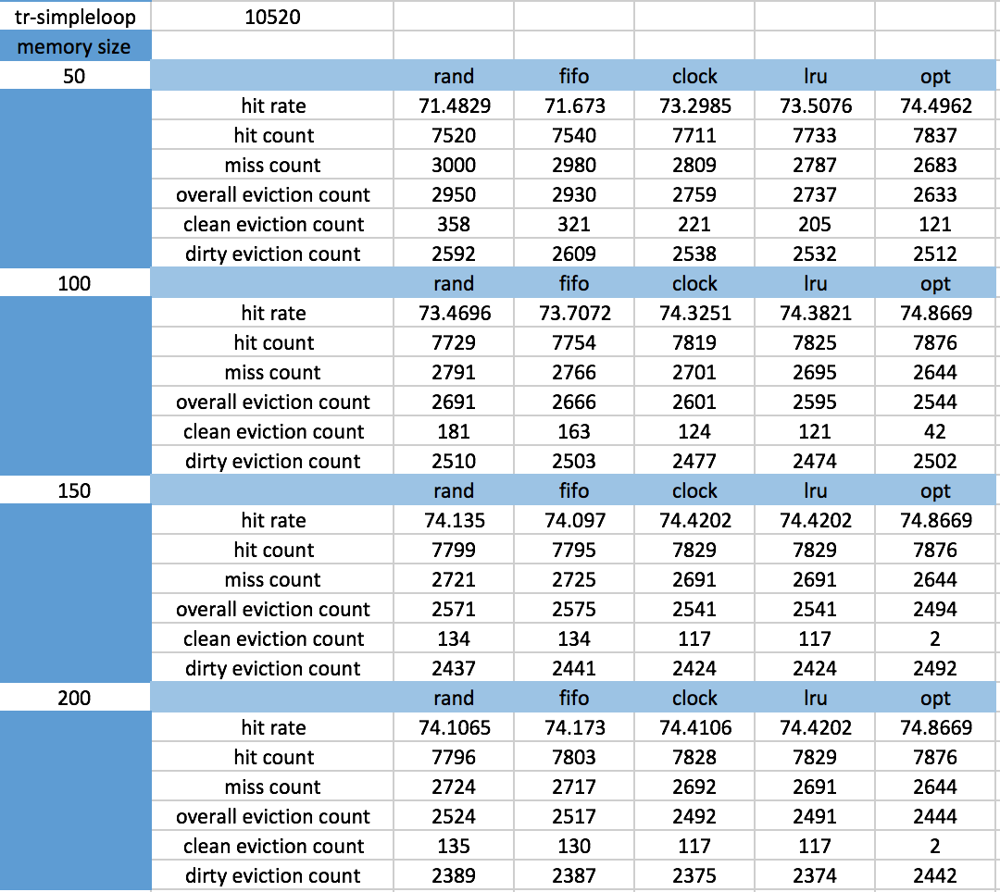 tr-simpleloop 10520
memory size
50 rand fifo clock lru opt
hit rate 71.4829 71.673 73.2985 73.5076 74.4962
hit count 7520 7540 7711 7733 7837
miss count 3000 2980 2809 2787 2683
overall eviction count 2950 2930 2759 2737 2633
clean eviction count 358 321 221 205 121
dirty eviction count 2592 2609 2538 2532 2512
100 rand fifo clock lru opt
hit rate 73.4696 73.7072 74.3251 74.3821 74.8669
hit count 7729 7754 7819 7825 7876
miss count 2791 2766 2701 2695 2644
overall eviction count 2691 2666 2601 2595 2544
clean eviction count 181 163 124 121 42
dirty eviction count 2510 2503 2477 2474 2502
150 rand fifo clock lru opt
hit rate 74.135 74.097 74.4202 74.4202 74.8669
hit count 7799 7795 7829 7829 7876
miss count 2721 2725 2691 2691 2644
overall eviction count 2571 2575 2541 2541 2494
clean eviction count 134 134 117 117 2
dirty eviction count 2437 2441 2424 2424 2492
200 rand fifo clock lru opt
hit rate 74.1065 74.173 74.4106 74.4202 74.8669
hit count 7796 7803 7828 7829 7876
miss count 2724 2717 2692 2691 2644
overall eviction count 2524 2517 2492 2491 2444
clean eviction count 135 130 117 117 2
dirty eviction count 2389 2387 2375 2374 2442